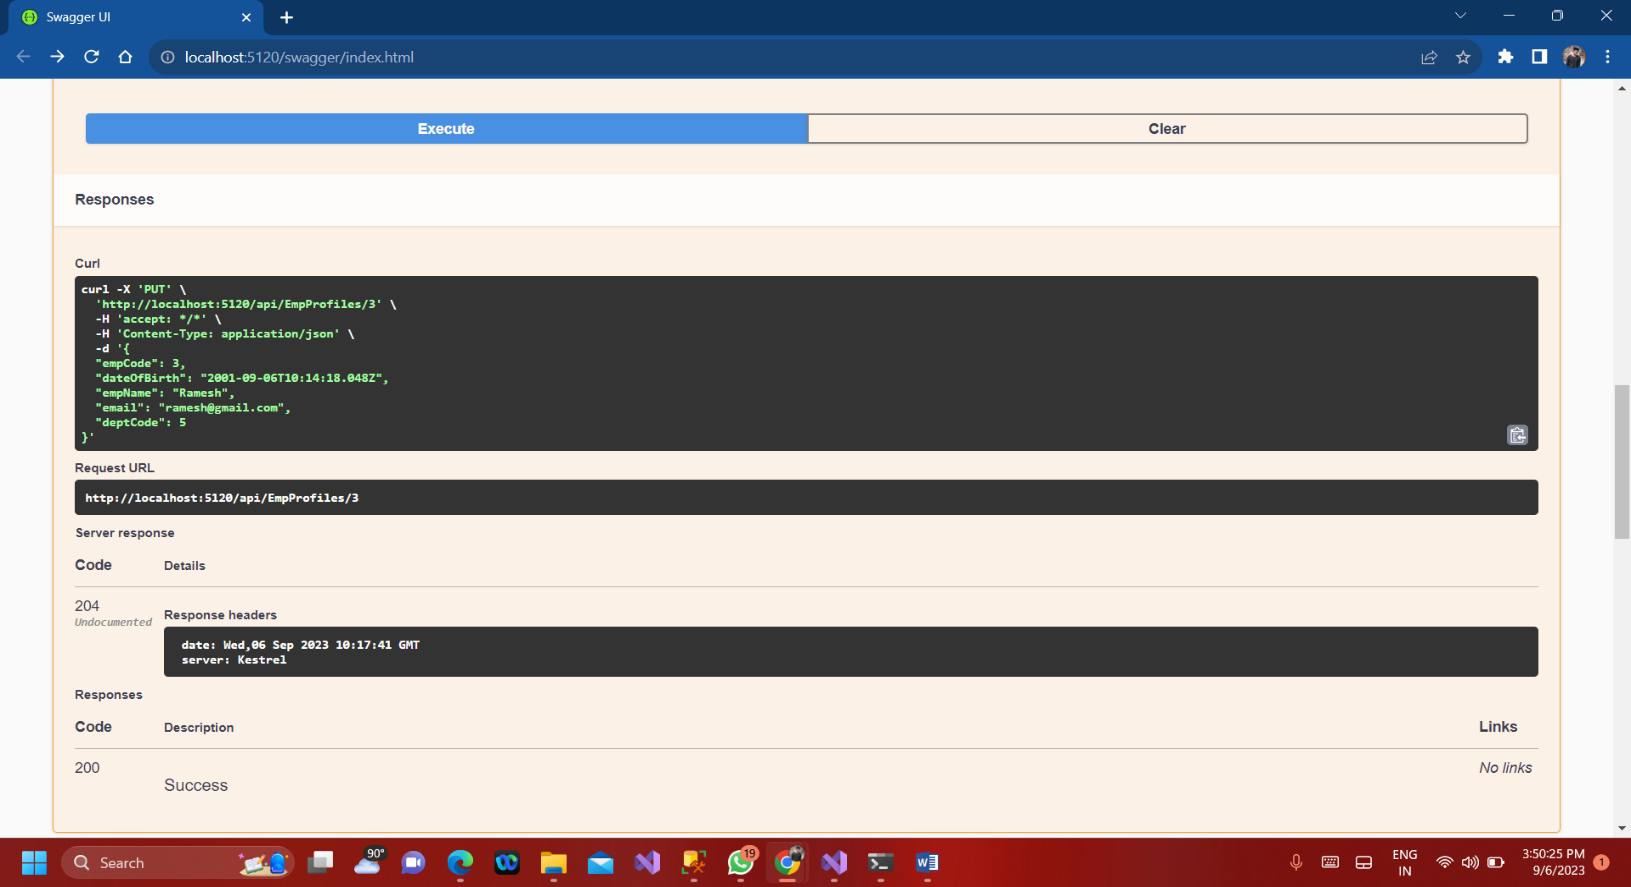 Swagger UI
localhost:5120/swagger/index.html
Execute
Clear
Responses
Curl
curl -X 'PUT' \
'http://localhost:5120/api/EmpProfiles/3' \
-H 'accept: */*' \
-H 'Content-Type: application/json' \
-d '{
"empCode": 3,
"dateOfBirth": "2001-09-06T10:14:18.048Z",
"empName": "Ramesh",
"email": "ramesh@gmail.com",
"deptCode": 5
}'
Request URL
http://localhost:5120/api/EmpProfiles/3
Server response
Code Details
204
Undocumented
Response headers
date: Wed,06 Sep 2023 10:17:41 GMT
server: Kestrel
Responses
Code Description Links
200
Success
No links
Search
90°
19
ENG
IN
3:50:25 PM
9/6/2023
1